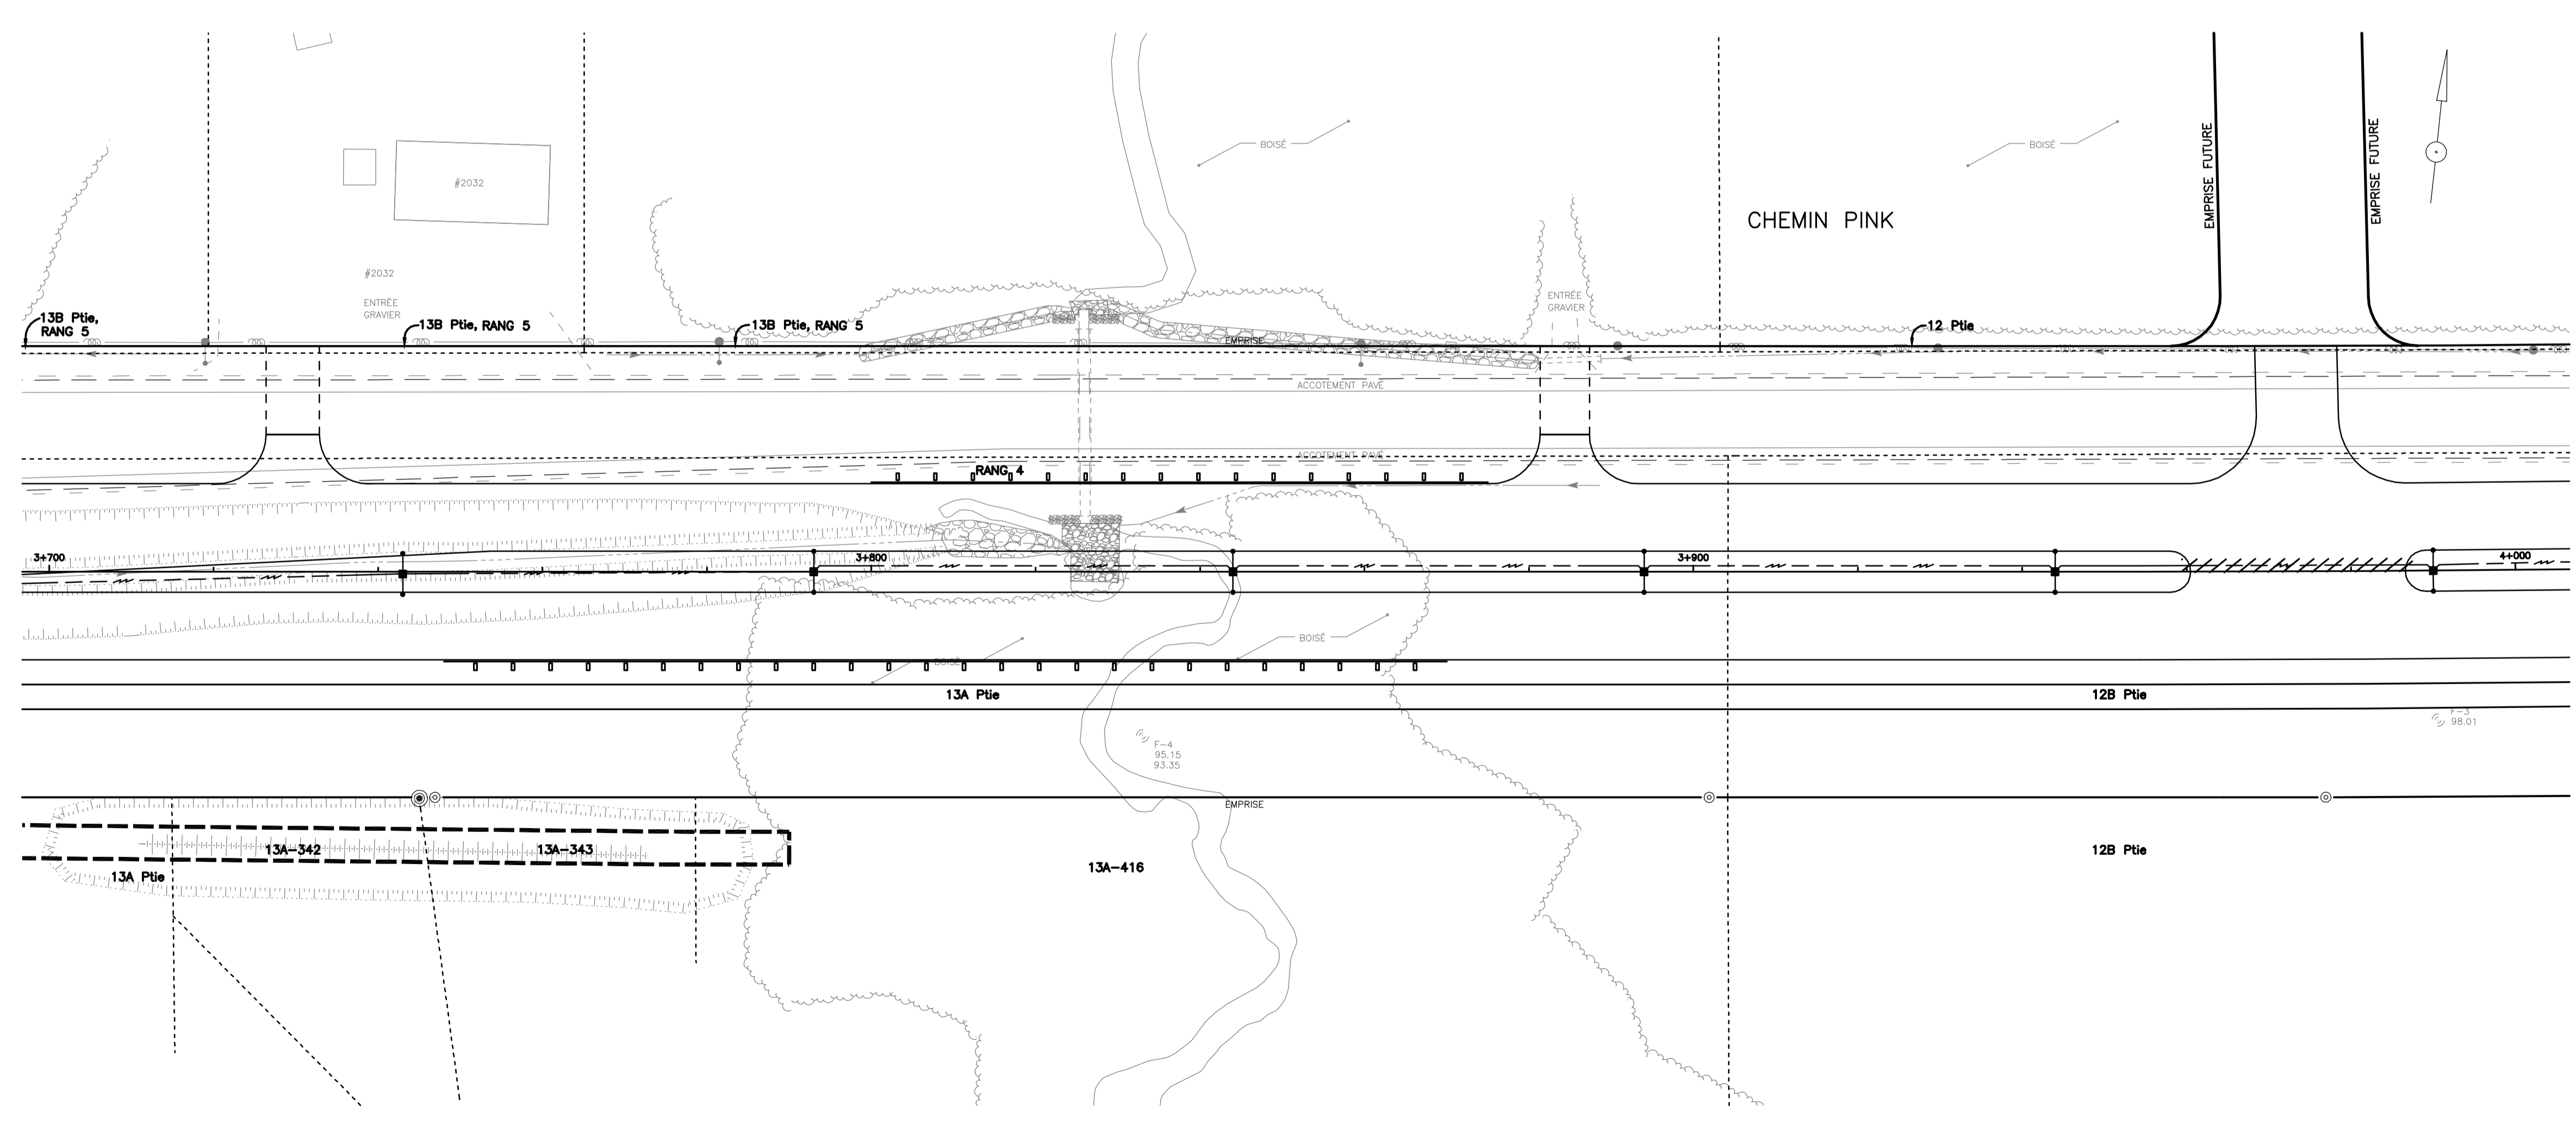 #2032
BOISÉ
BOISÉ
EMPRISE FUTURE
EMPRISE FUTURE
CHEMIN PINK
#2032
ENTRÉE
GRAVIER
ENTRÉE
GRAVIER
13B Ptie,
RANG 5
13B Ptie, RANG 5
13B Ptie, RANG 5
12 Ptie
EMPRISE
ACCOTEMENT PAVÉ
ACCOTEMENT PAVÉ
RANG 4
3+700
3+800
3+900
4+000
BOISÉ
BOISÉ
13A Ptie
12B Ptie
F-3
98.01
F-4
95.15
93.35
EMPRISE
13A-342
13A-343
12B Ptie
13A-416
13A Ptie